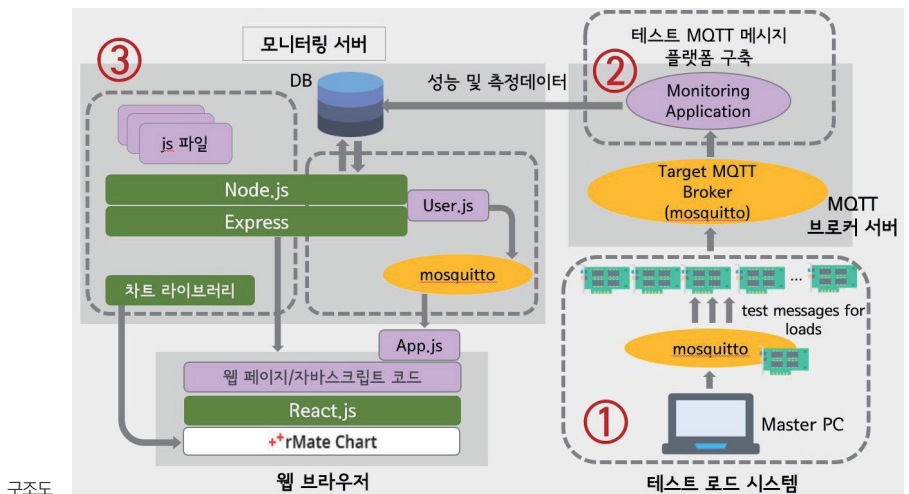 모니터링 서버
③
DB
js 파일
Node.js
Express
User.js
mosquitto
차트 라이브러리
App.js
웹 페이지/자바스크립트 코드
React.js
rMate Chart
웹 브라우저
성능 및 측정데이터
②
테스트 MQTT 메시지
플랫폼 구축
Monitoring
Application
Target MQTT
Broker
(mosquitto)
MQTT
브로커 서버
...
test messages for
loads
mosquitto
①
Master PC
테스트 로드 시스템
구조도